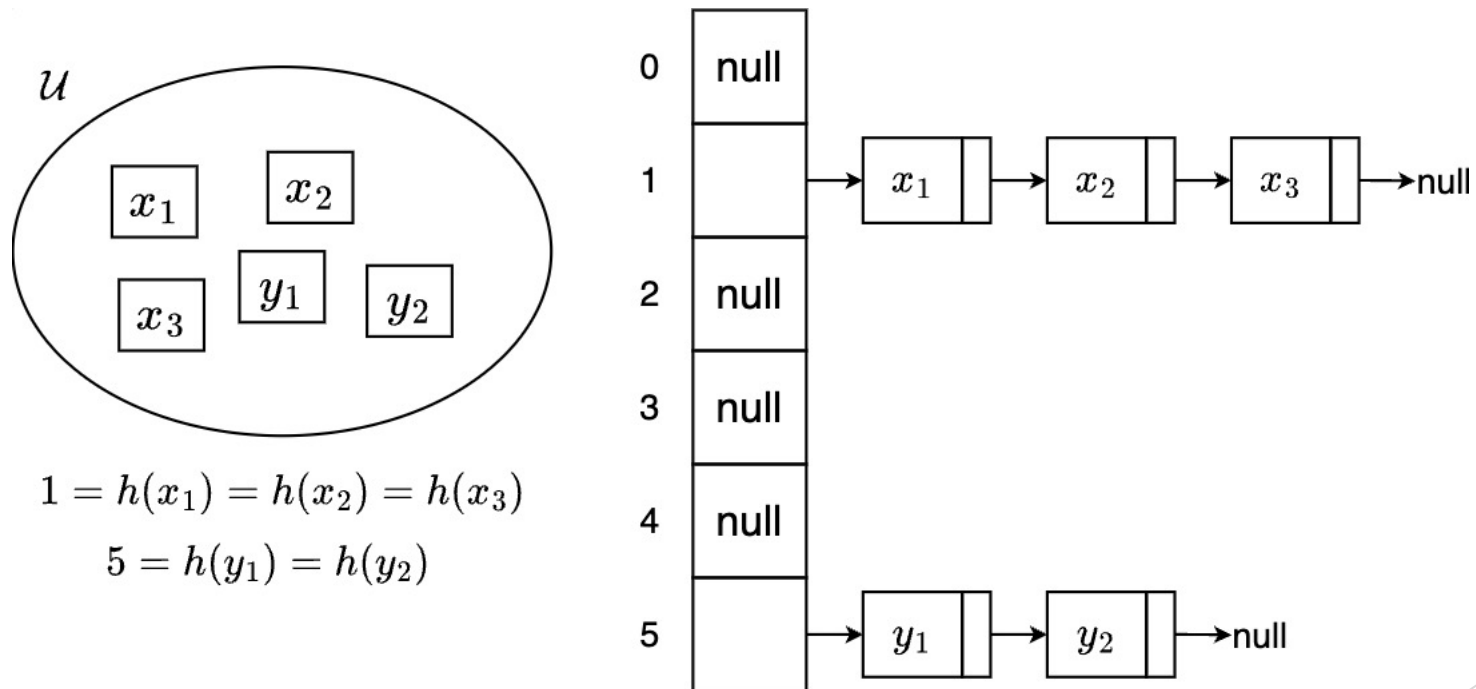 𝒰
x₁
x₂
x₃
y₁
y₂
1 = h(x₁) = h(x₂) = h(x₃)
5 = h(y₁) = h(y₂)
0 null
1 x₁ x₂ x₃ null
2 null
3 null
4 null
5 y₁ y₂ null